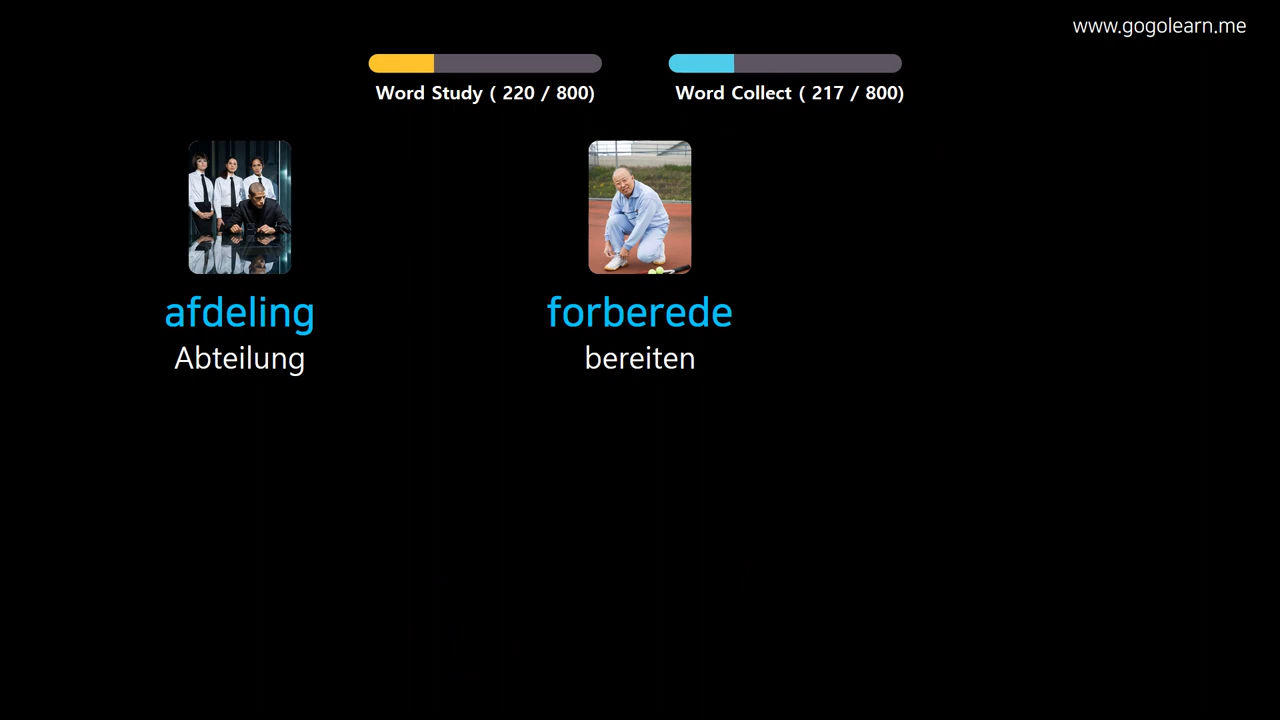 www.gogolearn.me
Word Study ( 220 / 800)
Word Collect ( 217 / 800)
afdeling
Abteilung
forberede
bereiten